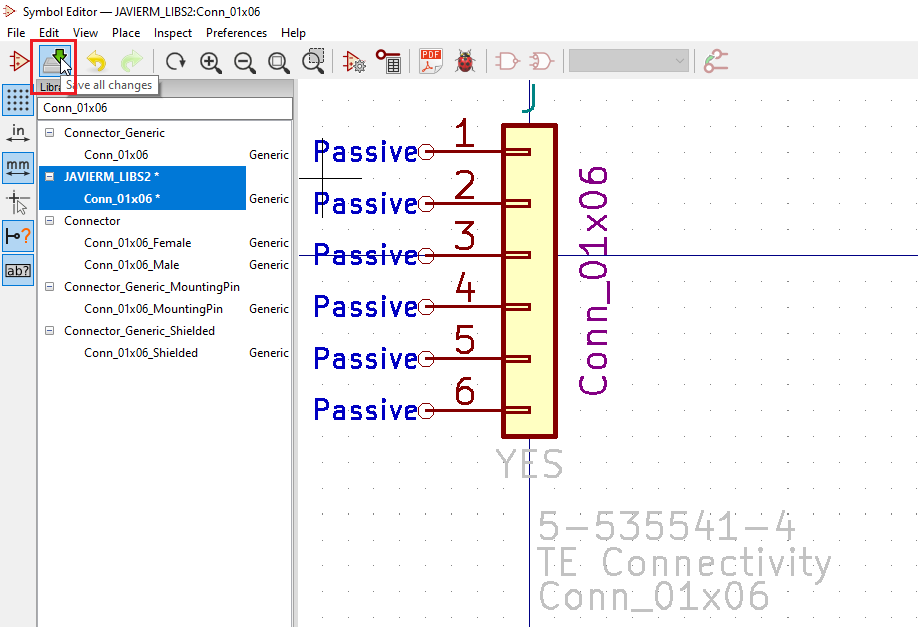 Symbol Editor — JAVIERM_LIBS2:Conn_01x06
File Edit View Place Inspect Preferences Help
PDF
Save all changes
in
mm
ab?
Conn_01x06
Connector_Generic
Conn_01x06 Generic
JAVIERM_LIBS2 *
Conn_01x06 * Generic
Connector
Conn_01x06_Female Generic
Conn_01x06_Male Generic
Connector_Generic_MountingPin
Conn_01x06_MountingPin Generic
Connector_Generic_Shielded
Conn_01x06_Shielded Generic
J
Passive 1
Passive 2
Passive 3
Passive 4
Passive 5
Passive 6
Conn_01x06
YES
5-535541-4
TE Connectivity
Conn_01x06